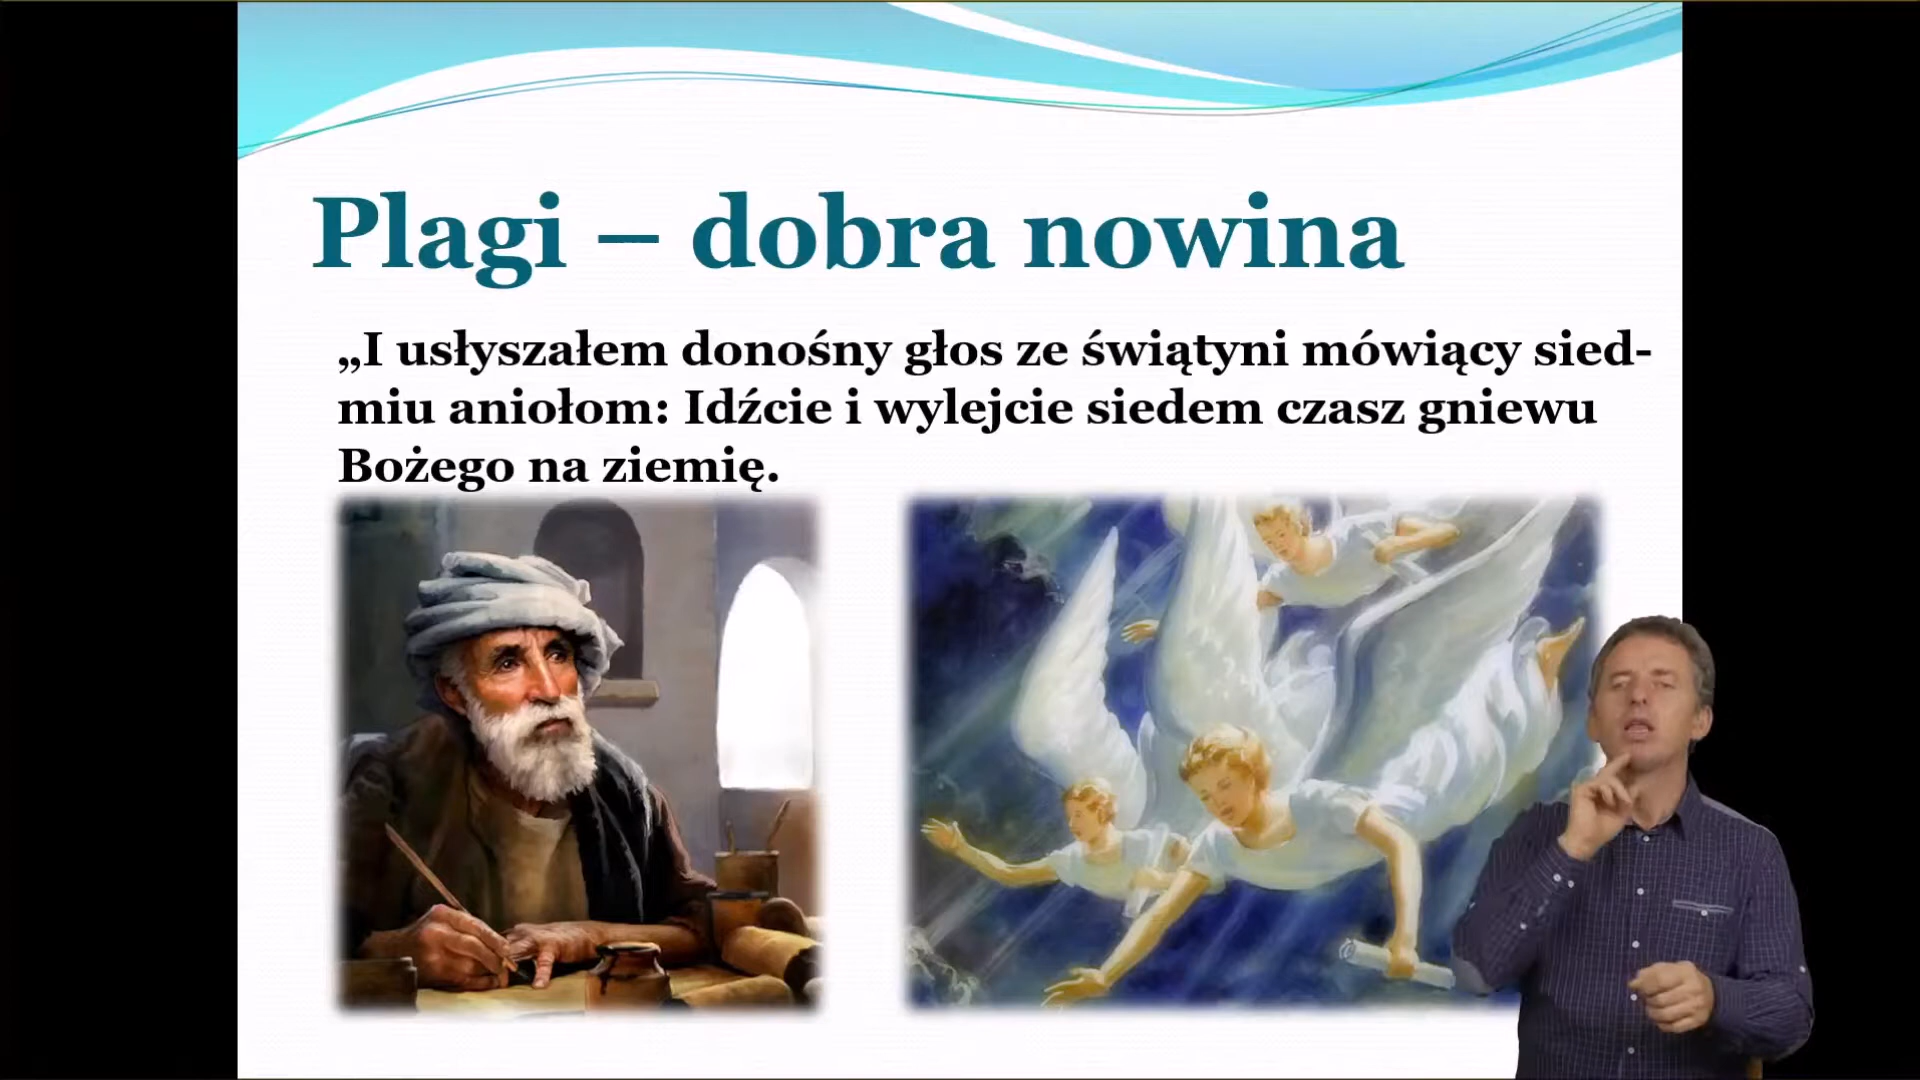 Plagi – dobra nowina
„I usłyszałem donośny głos ze świątyni mówiący sied-
miu aniołom: Idźcie i wylejcie siedem czasz gniewu
Bożego na ziemię.